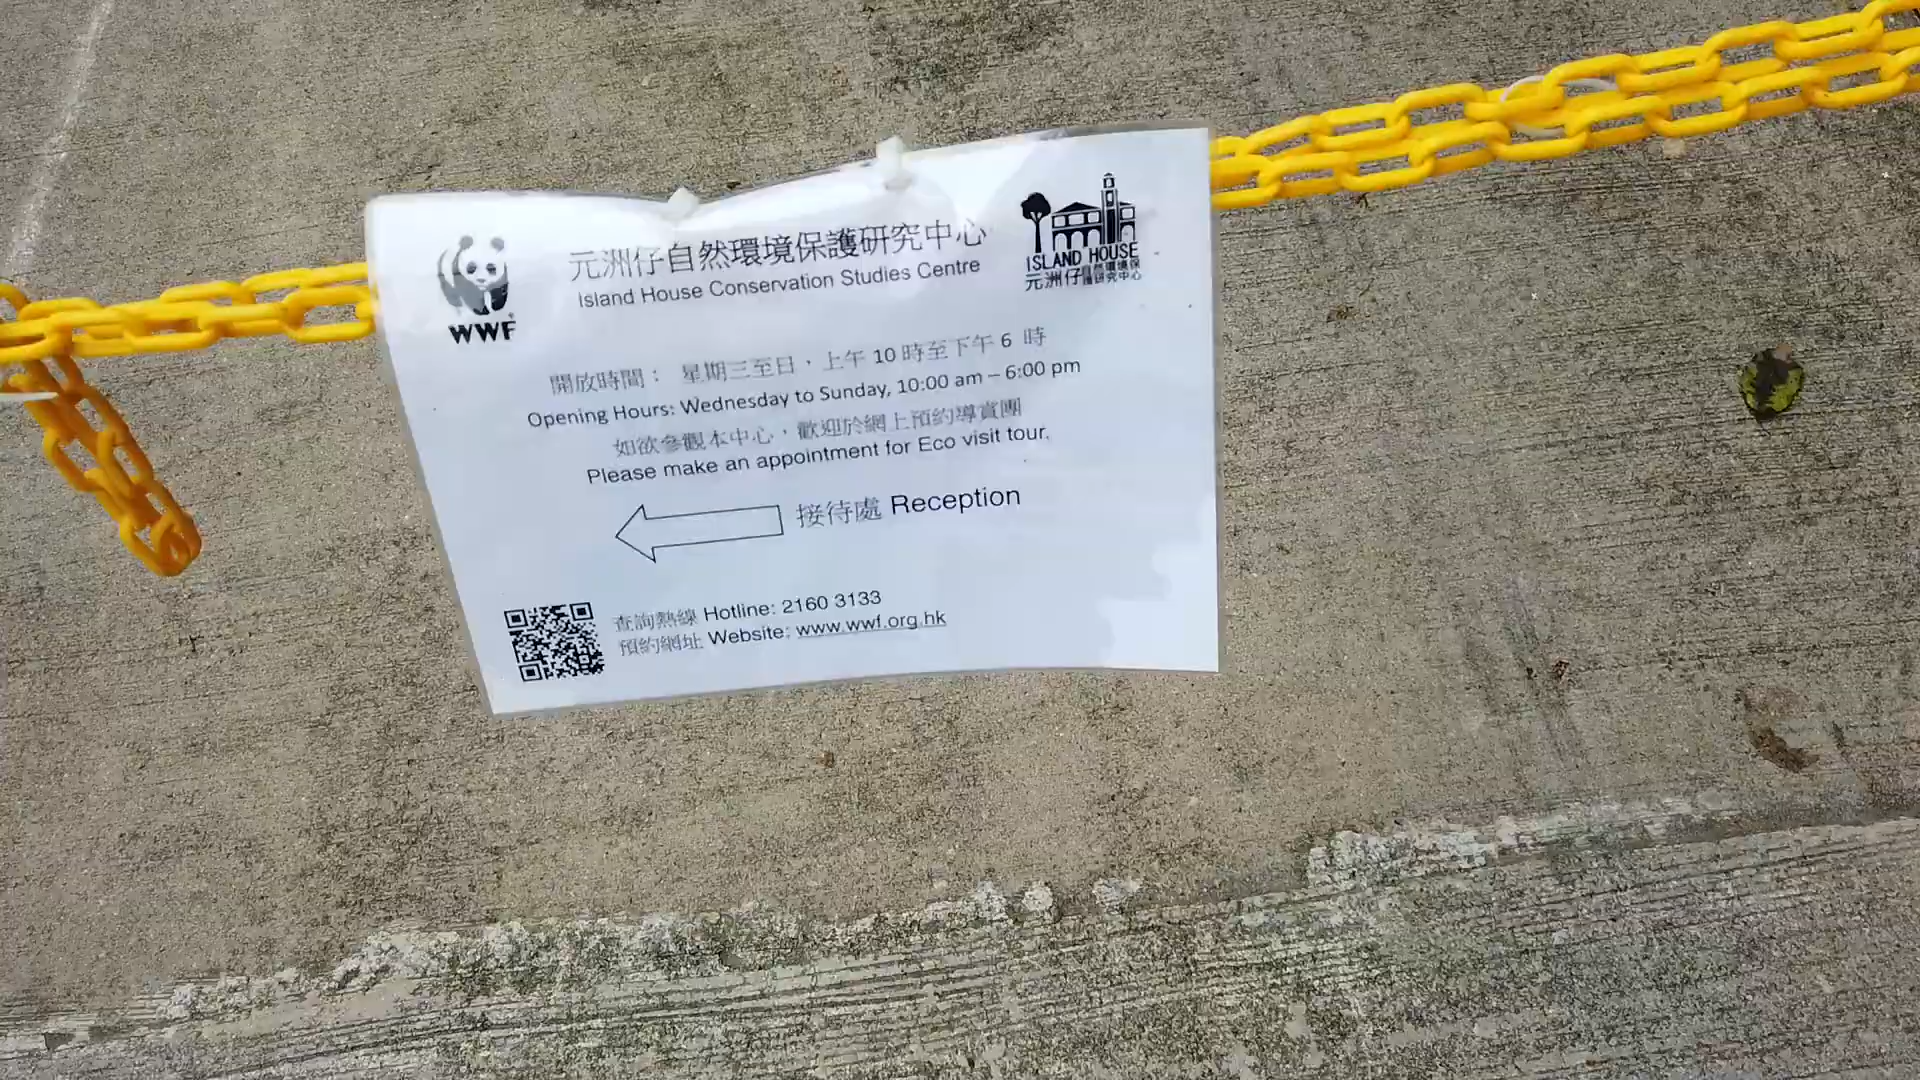 WWF
元洲仔自然環境保護研究中心
Island House Conservation Studies Centre
ISLAND HOUSE
元洲仔自然環境保護研究中心
開放時間： 星期三至日，上午 10 時至下午 6 時
Opening Hours: Wednesday to Sunday, 10:00 am – 6:00 pm
如欲參觀本中心，歡迎於網上預約導賞團
Please make an appointment for Eco visit tour.
接待處 Reception
查詢熱線 Hotline: 2160 3133
預約網址 Website: www.wwf.org.hk